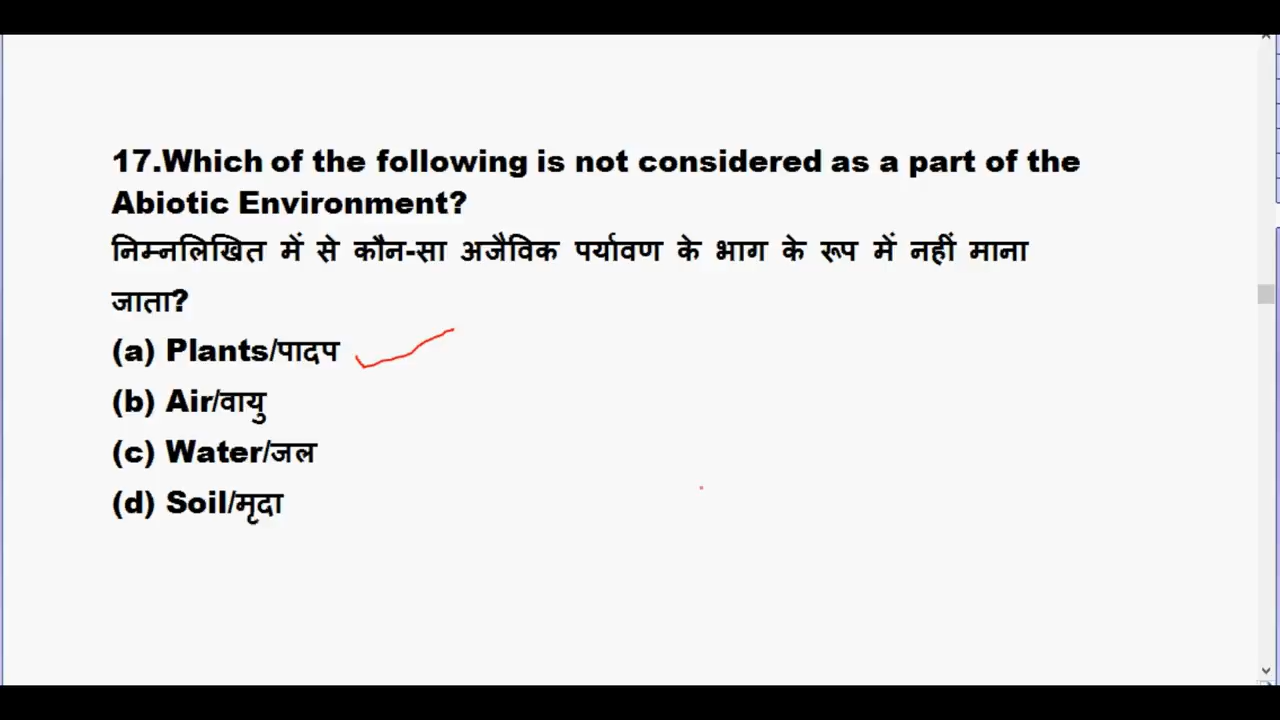 17.Which of the following is not considered as a part of the
Abiotic Environment?
निम्नलिखित में से कौन-सा अजैविक पर्यावण के भाग के रूप में नहीं माना
जाता?
(a) Plants/पादप
(b) Air/वायु
(c) Water/जल
(d) Soil/मृदा